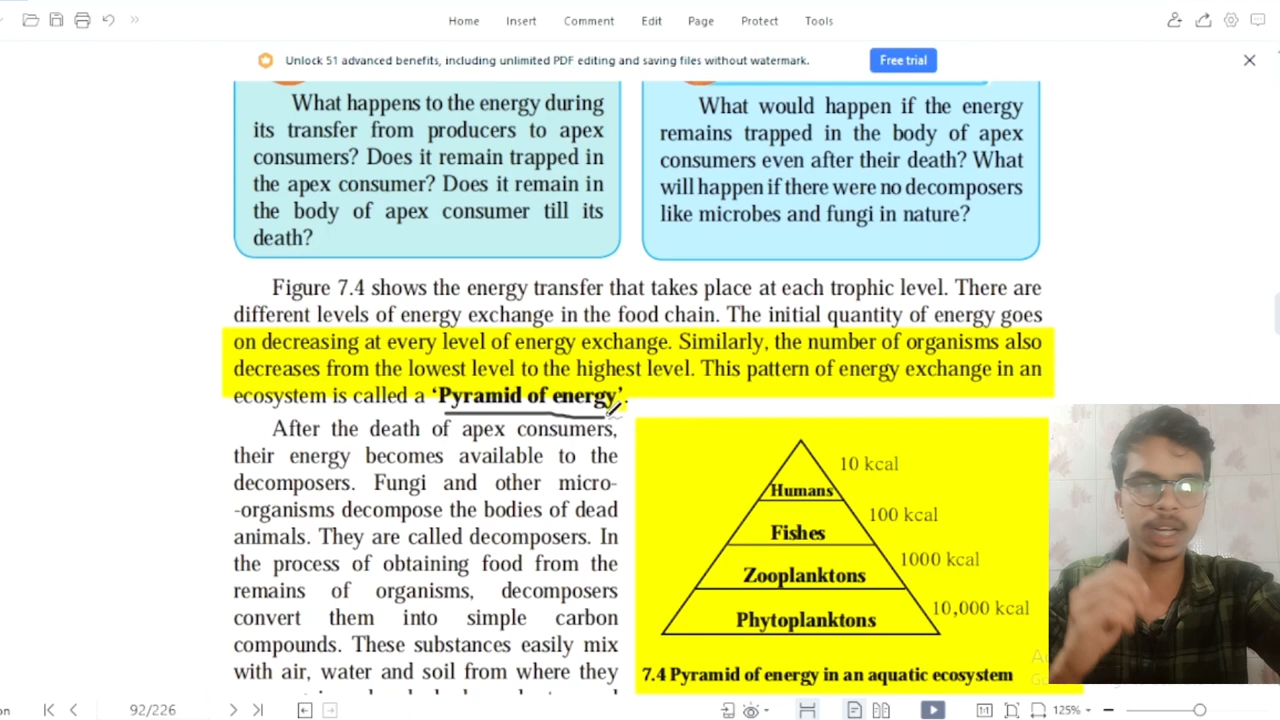 Home Insert Comment Edit Page Protect Tools
Unlock 51 advanced benefits, including unlimited PDF editing and saving files without watermark. Free trial
What happens to the energy during
its transfer from producers to apex
consumers? Does it remain trapped in
the apex consumer? Does it remain in
the body of apex consumer till its
death?
What would happen if the energy
remains trapped in the body of apex
consumers even after their death? What
will happen if there were no decomposers
like microbes and fungi in nature?
Figure 7.4 shows the energy transfer that takes place at each trophic level. There are
different levels of energy exchange in the food chain. The initial quantity of energy goes
on decreasing at every level of energy exchange. Similarly, the number of organisms also
decreases from the lowest level to the highest level. This pattern of energy exchange in an
ecosystem is called a ‘Pyramid of energy’.
After the death of apex consumers,
their energy becomes available to the
decomposers. Fungi and other micro-
-organisms decompose the bodies of dead
animals. They are called decomposers. In
the process of obtaining food from the
remains of organisms, decomposers
convert them into simple carbon
compounds. These substances easily mix
with air, water and soil from where they
10 kcal
Humans
100 kcal
Fishes
1000 kcal
Zooplanktons
10,000 kcal
Phytoplanktons
7.4 Pyramid of energy in an aquatic ecosystem
92/226
125%